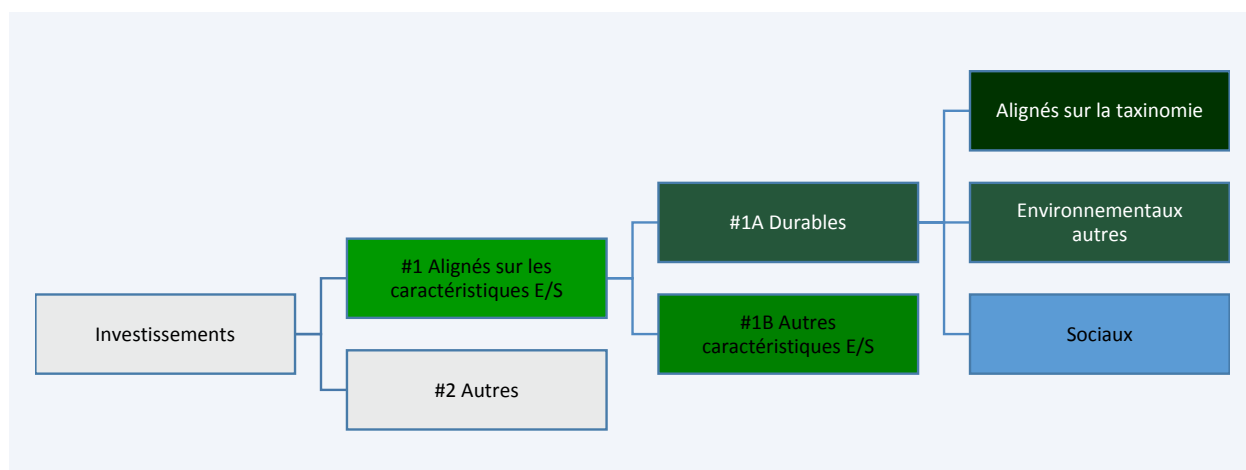 Investissements
#1 Alignés sur les
caractéristiques E/S
#2 Autres
#1A Durables
#1B Autres
caractéristiques E/S
Alignés sur la taxinomie
Environnementaux
autres
Sociaux